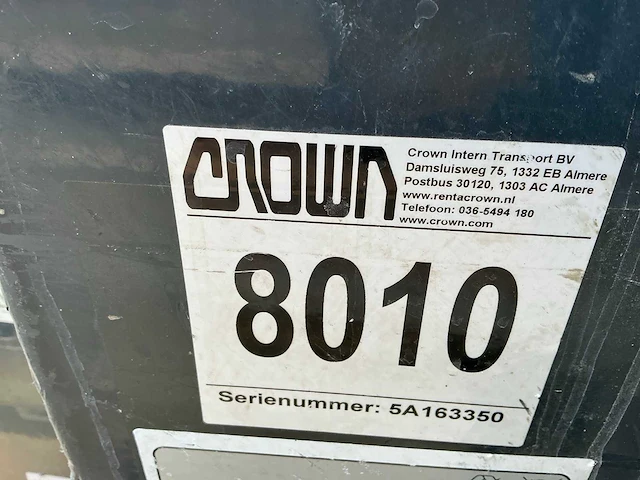 CROWN
Crown Intern Transport BV
Damsluisweg 75, 1332 EB Almere
Postbus 30120, 1303 AC Almere
www.rentacrown.nl
Telefoon: 036-5494 180
www.crown.com
8010
Serienummer: 5A163350